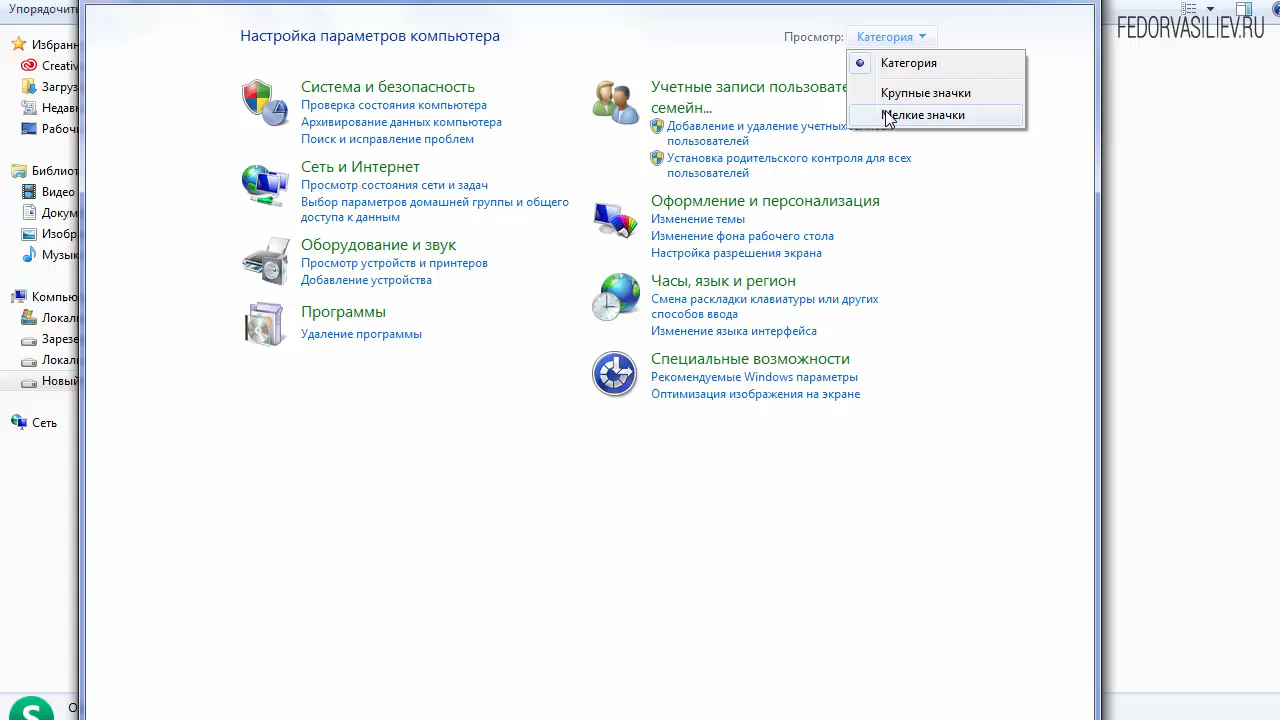 Упорядочить
FEDORVASILIEV.RU
Настройка параметров компьютера
Просмотр: Категория
Категория
Крупные значки
Мелкие значки
Избранн
Creativ
Загруз
Недав
Рабоч
Библиот
Видео
Докум
Изобр
Музык
Компью
Локал
Зарезе
Локал
Новый
Сеть
Система и безопасность
Проверка состояния компьютера
Архивирование данных компьютера
Поиск и исправление проблем
Сеть и Интернет
Просмотр состояния сети и задач
Выбор параметров домашней группы и общего
доступа к данным
Оборудование и звук
Просмотр устройств и принтеров
Добавление устройства
Программы
Удаление программы
Учетные записи пользовате
семейн...
Добавление и удаление учетных
пользователей
Установка родительского контроля для всех
пользователей
Оформление и персонализация
Изменение темы
Изменение фона рабочего стола
Настройка разрешения экрана
Часы, язык и регион
Смена раскладки клавиатуры или других
способов ввода
Изменение языка интерфейса
Специальные возможности
Рекомендуемые Windows параметры
Оптимизация изображения на экране
S
О